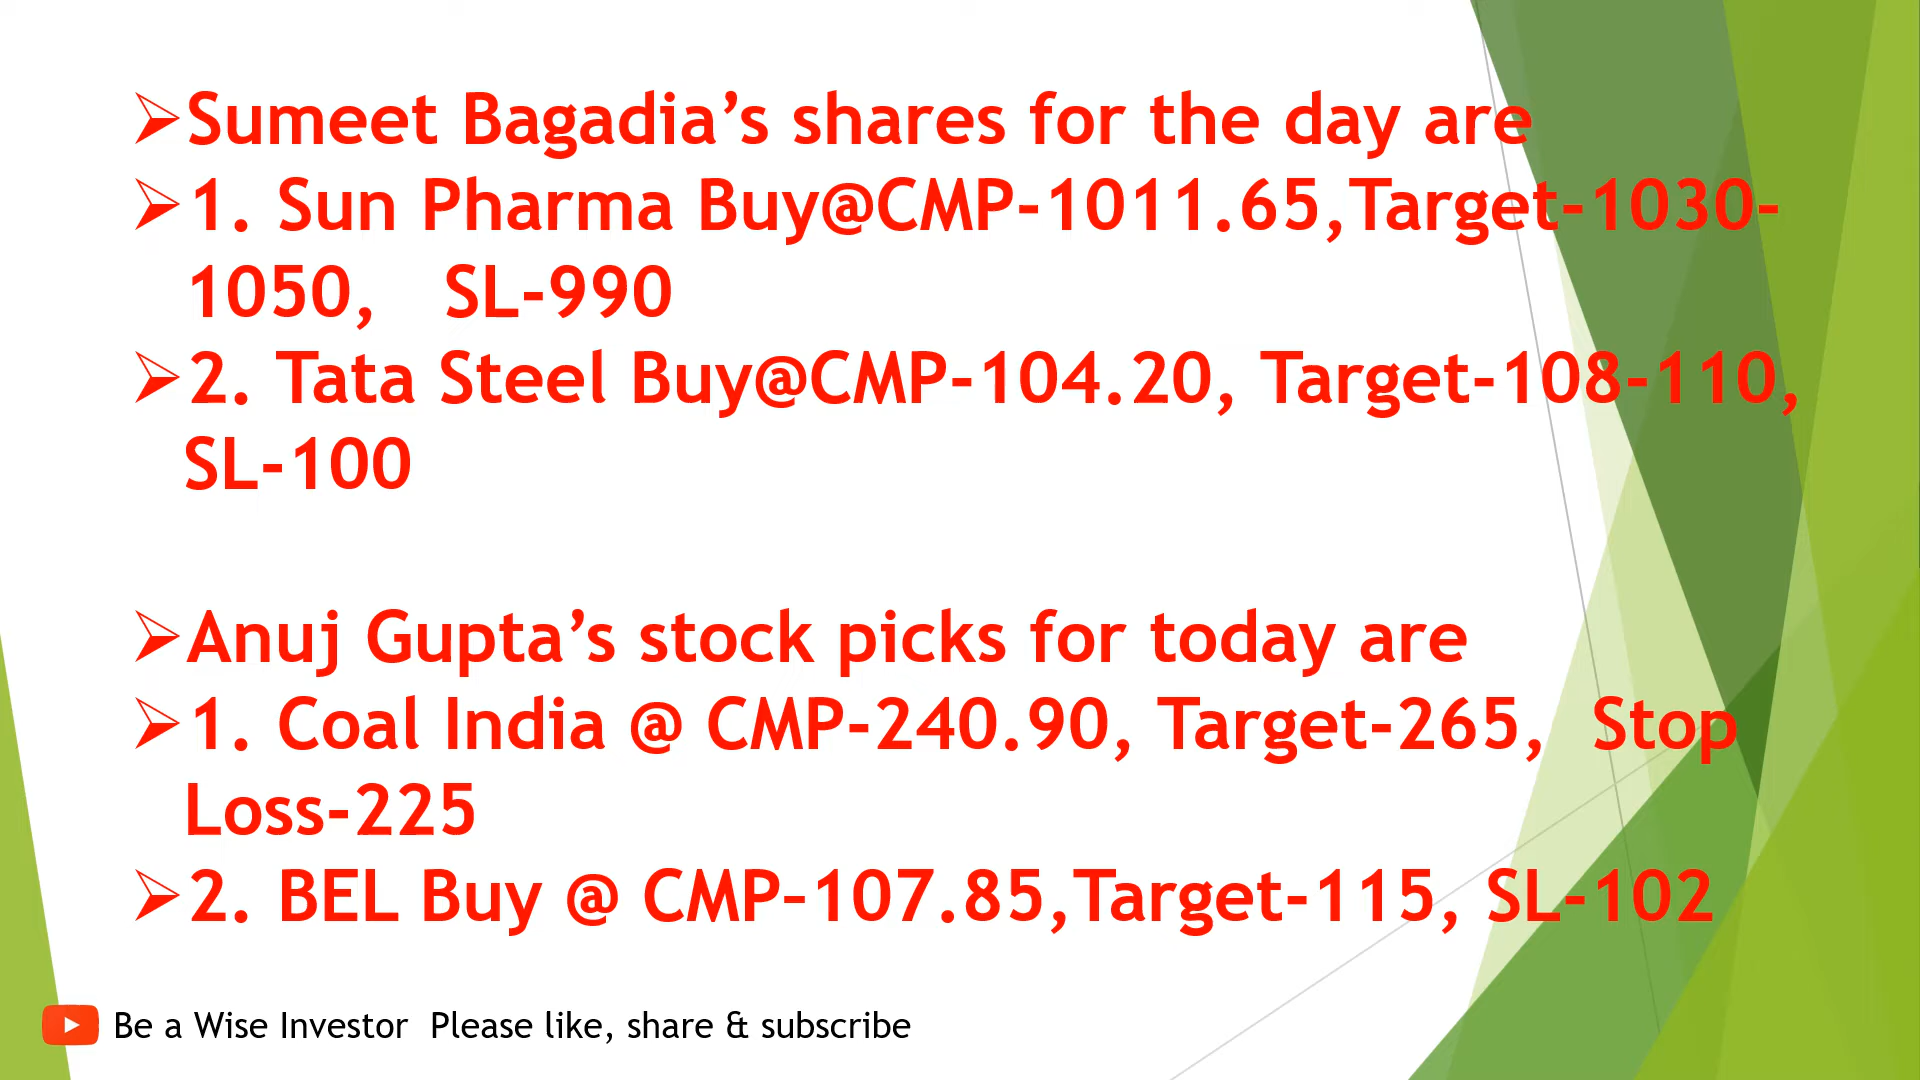 ➢Sumeet Bagadia’s shares for the day are
➢1. Sun Pharma Buy@CMP-1011.65,Target-1030-
1050, SL-990
➢2. Tata Steel Buy@CMP-104.20, Target-108-110,
SL-100
➢Anuj Gupta’s stock picks for today are
➢1. Coal India @ CMP-240.90, Target-265, Stop
Loss-225
➢2. BEL Buy @ CMP-107.85,Target-115, SL-102
Be a Wise Investor Please like, share & subscribe